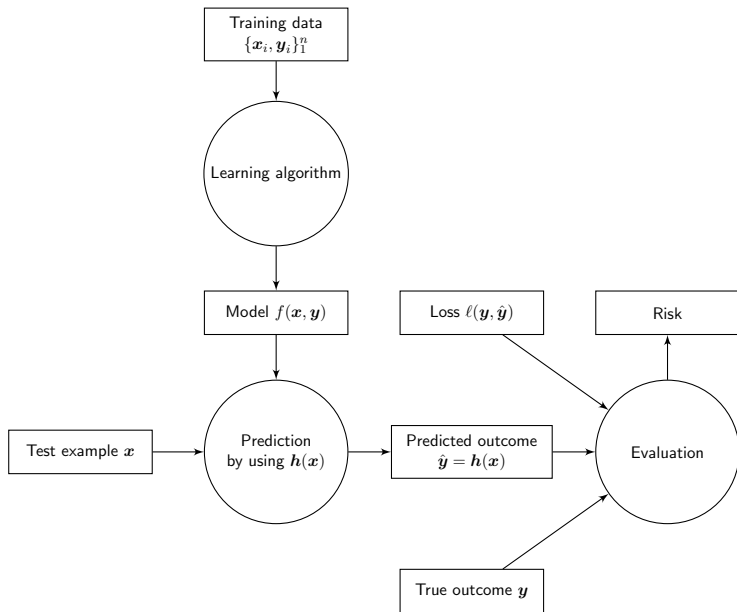 Training data
{𝒙ᵢ, 𝒚ᵢ}₁ⁿ
Learning algorithm
Model f(𝒙, 𝒚)
Loss ℓ(𝒚, 𝒚̂)
Risk
Test example 𝒙
Prediction
by using 𝒉(𝒙)
Predicted outcome
𝒚̂ = 𝒉(𝒙)
Evaluation
True outcome 𝒚